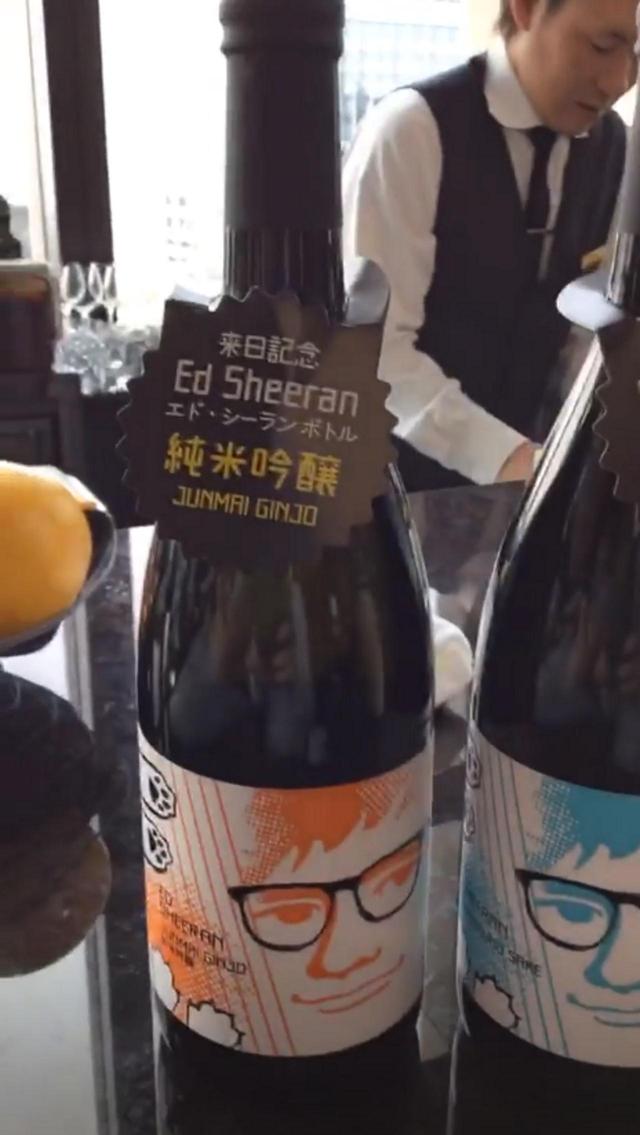 来日記念
Ed Sheeran
エド・シーラン ボトル
純米吟醸
JUNMAI GINJO
ED
SHEERAN
JUNMAI GINJO
SAKE